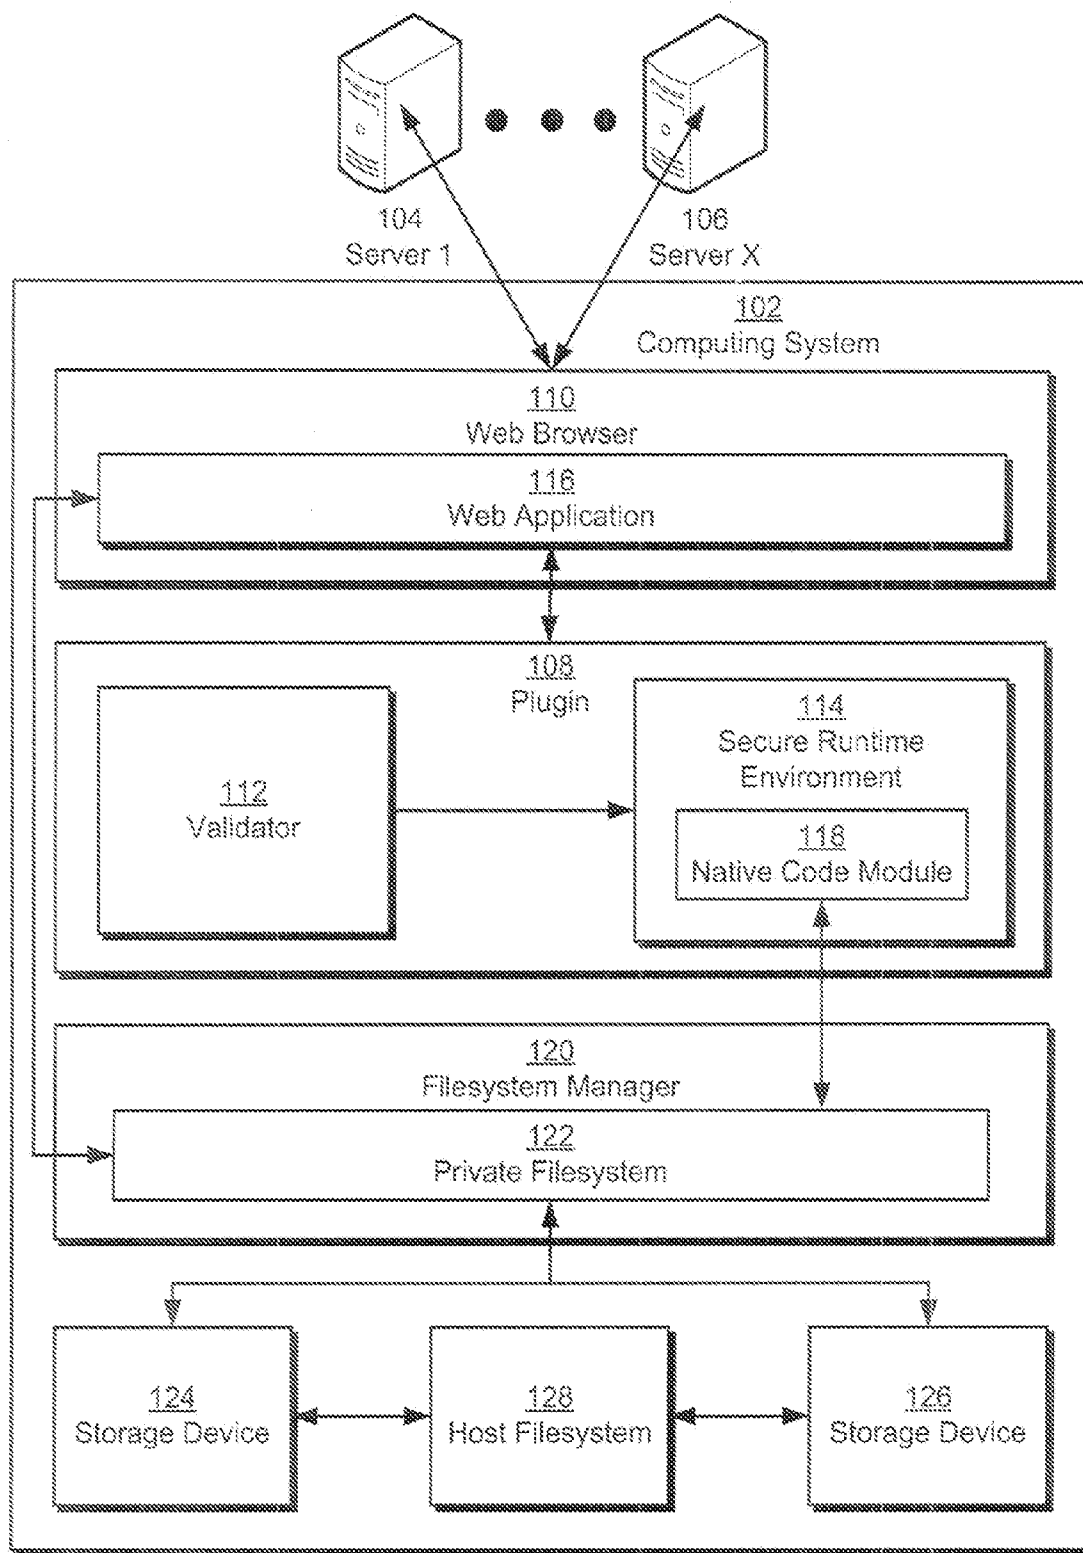 104
Server 1
106
Server X
102
Computing System
110
Web Browser
116
Web Application
108
Plugin
112
Validator
114
Secure Runtime
Environment
118
Native Code Module
120
Filesystem Manager
122
Private Filesystem
124
Storage Device
128
Host Filesystem
126
Storage Device